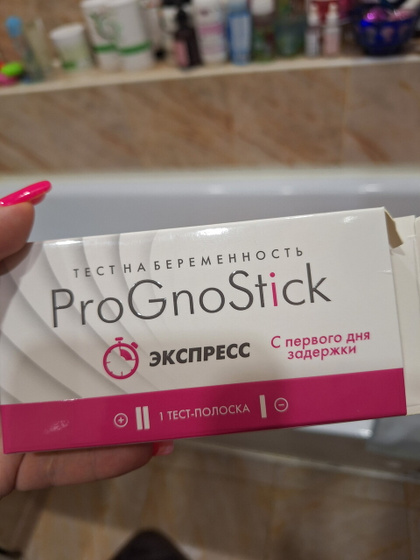 ТЕСТ НА БЕРЕМЕННОСТЬ
ProGnoStick
ЭКСПРЕСС
С первого дня
задержки
1 ТЕСТ-ПОЛОСКА